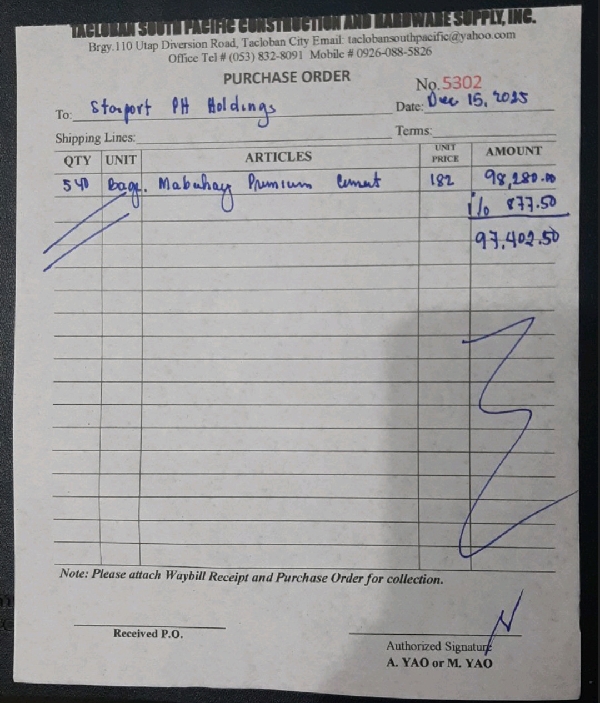 TACLOBAN SOUTH PACIFIC CONSTRUCTION AND HARDWARE SUPPLY, INC.
Brgy.110 Utap Diversion Road, Tacloban City Email: taclobansouthpacific@yahoo.com
Office Tel # (053) 832-8091 Mobile # 0926-088-5826
PURCHASE ORDER
No. 5302
To: Starport PH Holdings Date: Dec 15, 2025
Shipping Lines: Terms:
QTY UNIT ARTICLES UNIT PRICE AMOUNT
540 Bags. Mabuhay Premium Cement 182 98,280.00
1% 877.50
97,402.50
Note: Please attach Waybill Receipt and Purchase Order for collection.
Received P.O.
Authorized Signature
A. YAO or M. YAO